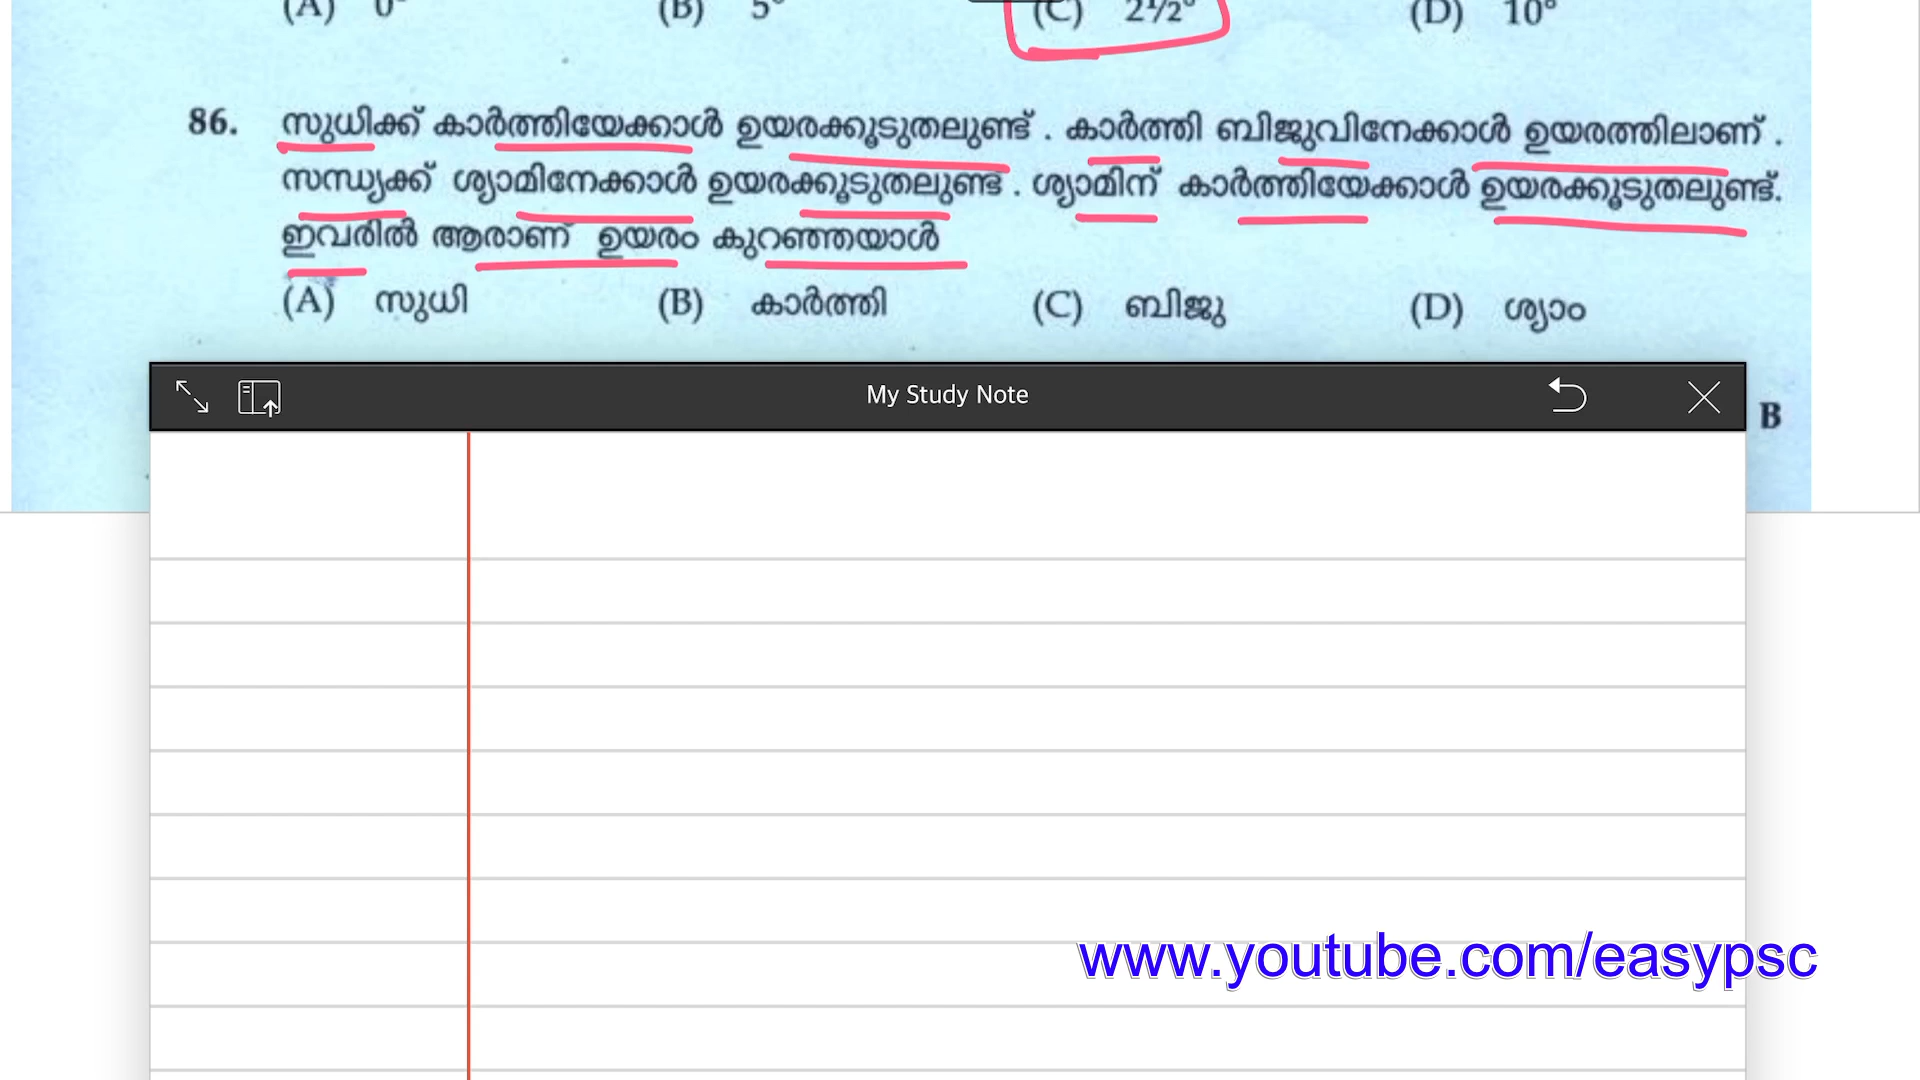 (A) 0° (B) 5° (C) 2½° (D) 10°
86. സുധിക്ക് കാർത്തിയേക്കാൾ ഉയരക്കൂടുതലുണ്ട് . കാർത്തി ബിജുവിനേക്കാൾ ഉയരത്തിലാണ് .
സന്ധ്യക്ക് ശ്യാമിനേക്കാൾ ഉയരക്കൂടുതലുണ്ട് . ശ്യാമിന് കാർത്തിയേക്കാൾ ഉയരക്കൂടുതലുണ്ട്.
ഇവരിൽ ആരാണ് ഉയരം കുറഞ്ഞയാൾ
(A) സുധി (B) കാർത്തി (C) ബിജു (D) ശ്യാം
My Study Note
B
www.youtube.com/easypsc